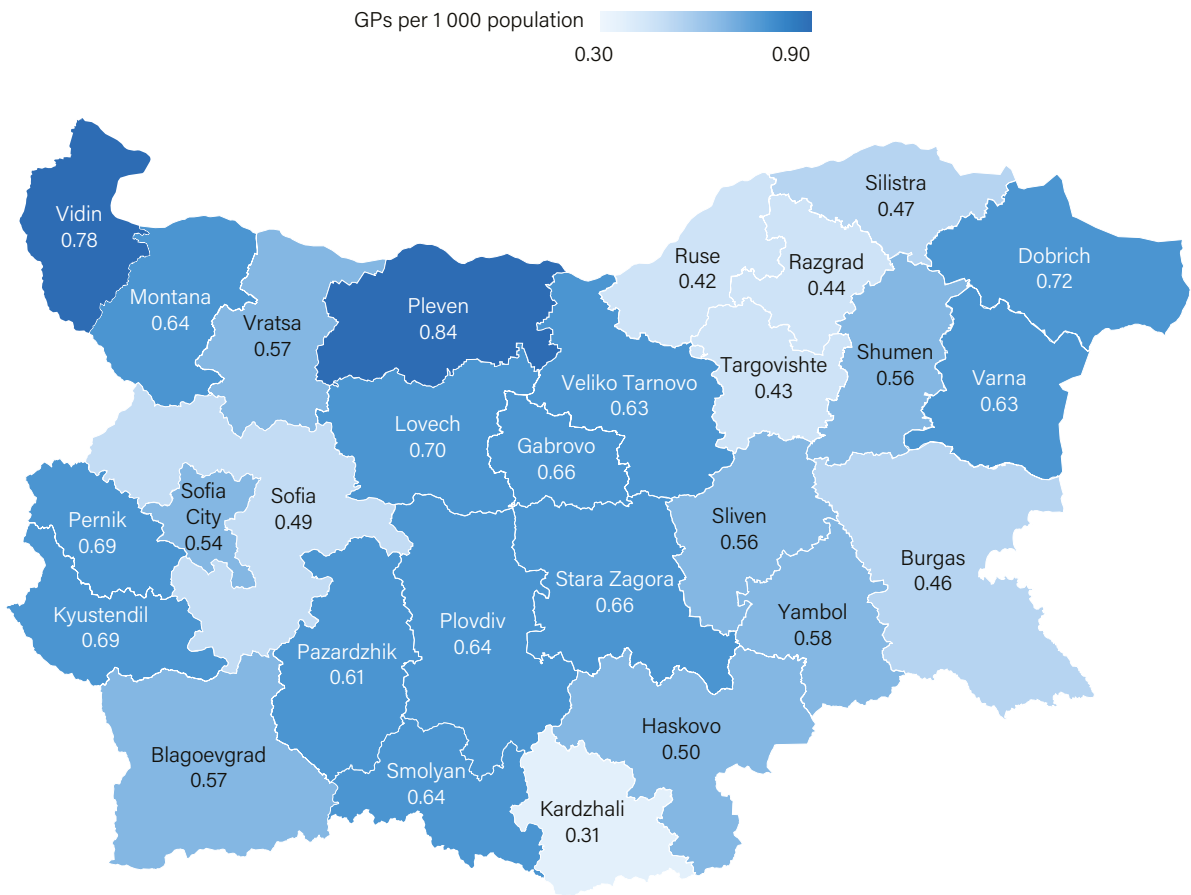 GPs per 1 000 population
0.30 0.90
Vidin
0.78
Montana
0.64
Vratsa
0.57
Pleven
0.84
Ruse
0.42
Razgrad
0.44
Silistra
0.47
Dobrich
0.72
Targovishte
0.43
Shumen
0.56
Varna
0.63
Veliko Tarnovo
0.63
Lovech
0.70
Gabrovo
0.66
Sofia
City
0.54
Sofia
0.49
Pernik
0.69
Kyustendil
0.69
Sliven
0.56
Burgas
0.46
Stara Zagora
0.66
Yambol
0.58
Plovdiv
0.64
Pazardzhik
0.61
Blagoevgrad
0.57
Haskovo
0.50
Smolyan
0.64
Kardzhali
0.31